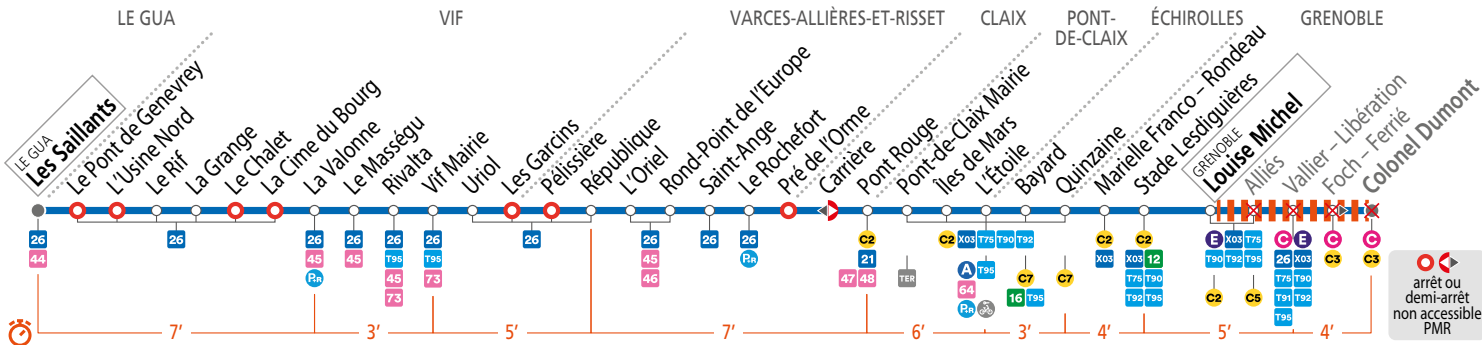 LE GUA
VIF
VARCES-ALLIÈRES-ET-RISSET
CLAIX
PONT-
DE-CLAIX
ÉCHIROLLES
GRENOBLE
LE GUA
Les Saillants
Le Pont de Genevrey
L'Usine Nord
Le Rif
La Grange
Le Chalet
La Cime du Bourg
La Valonne
Le Masségu
Rivalta
Vif Mairie
Uriol
Les Garcins
Pélissière
République
L'Oriel
Rond-Point de l'Europe
Saint-Ange
Le Rochefort
Pré de l'Orme
Carrière
Pont Rouge
Pont-de-Claix Mairie
Îles de Mars
L'Étoile
Bayard
Quinzaine
Marielle Franco – Rondeau
Stade Lesdiguières
GRENOBLE
Louise Michel
Alliés
Vallier – Libération
Foch – Ferrié
Colonel Dumont
26
44
26
26
45
P+R
26
45
26
T95
45
73
26
T95
73
26
45
46
26
26
P+R
C2
21
47 48
TER
C2 X03 T75 T90 T92
A T95
64
P+R
C7
16 T95
C7
C2
X03
C2
X03 12
T75 T90
T92 T95
E X03 T75
T90 T92 T95
C2
C5
C E
26 X03
T75 T90
T91 T92
T95
C
C3
C
C3
arrêt ou
demi-arrêt
non accessible
PMR
7’ 3’ 5’ 7’ 6’ 3’ 4’ 5’ 4’